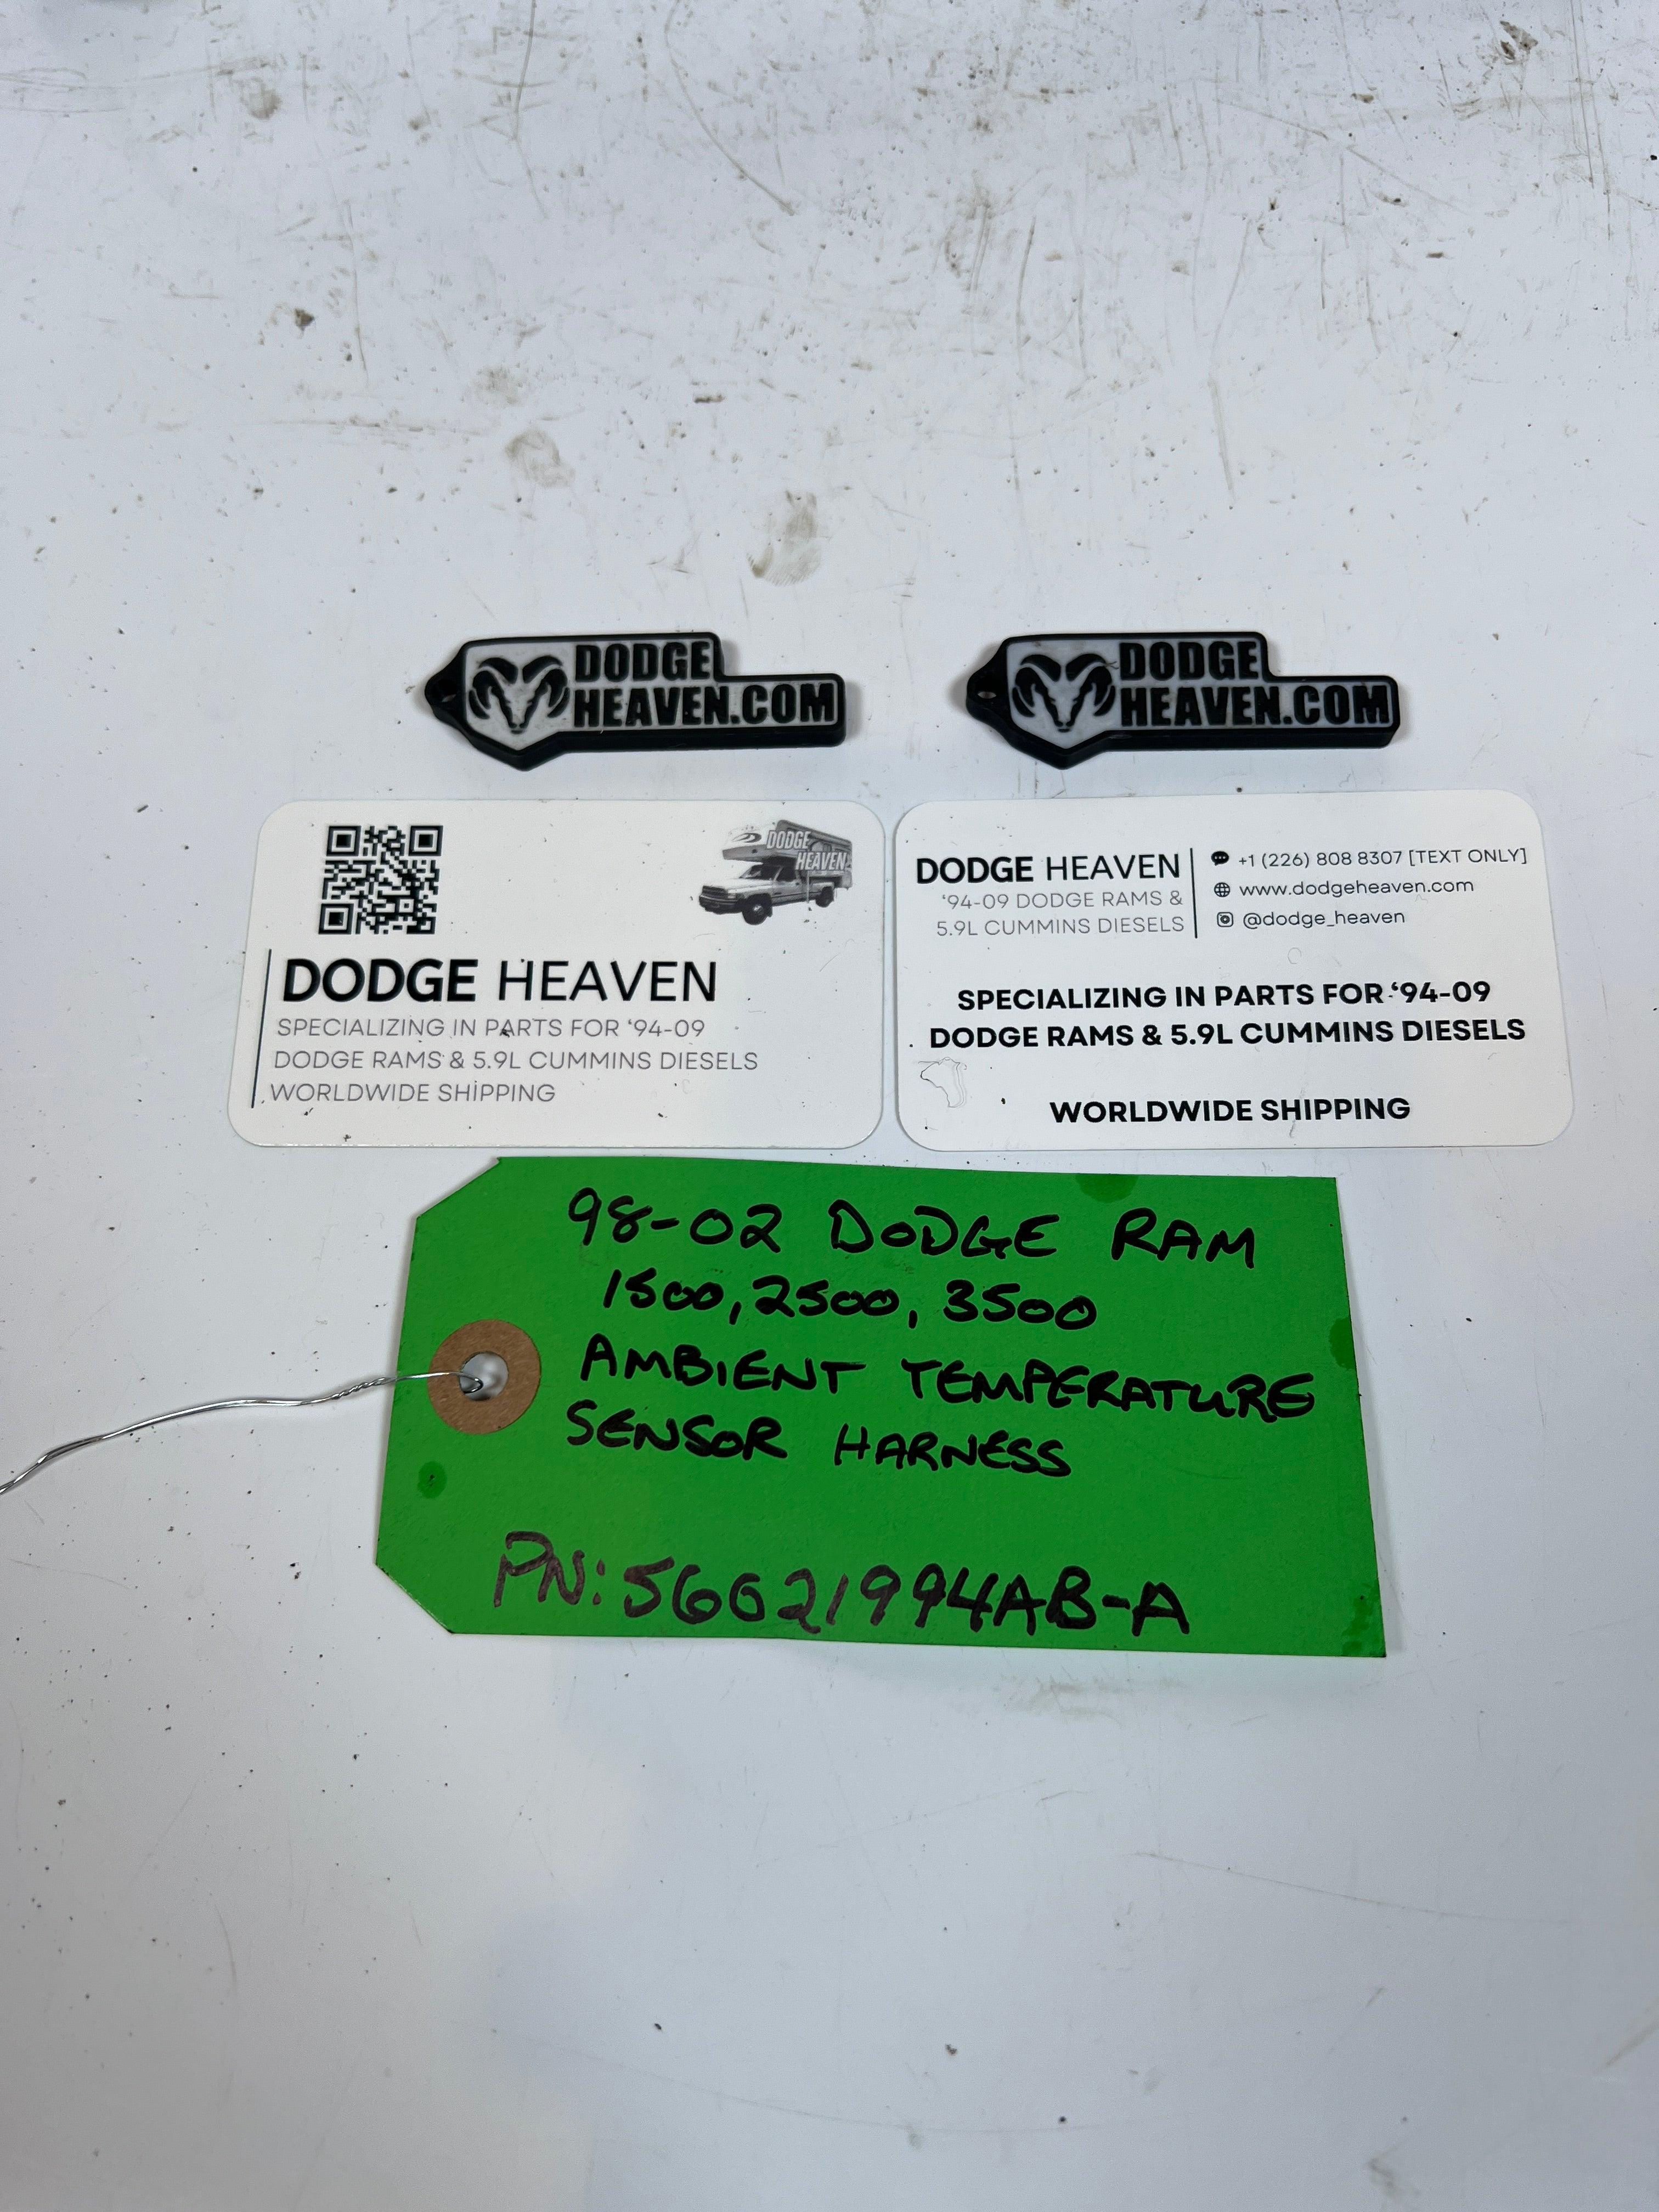 DODGE
HEAVEN.COM
DODGE
HEAVEN.COM
DODGE
HEAVEN
DODGE HEAVEN
SPECIALIZING IN PARTS FOR ‘94-09
DODGE RAMS & 5.9L CUMMINS DIESELS
WORLDWIDE SHIPPING
DODGE HEAVEN
‘94-09 DODGE RAMS &
5.9L CUMMINS DIESELS
+1 (226) 808 8307 [TEXT ONLY]
www.dodgeheaven.com
@dodge_heaven
SPECIALIZING IN PARTS FOR ‘94-09
DODGE RAMS & 5.9L CUMMINS DIESELS
WORLDWIDE SHIPPING
98-02 DODGE RAM
1500, 2500, 3500
AMBIENT TEMPERATURE
SENSOR HARNESS
PN: 56021994AB-A